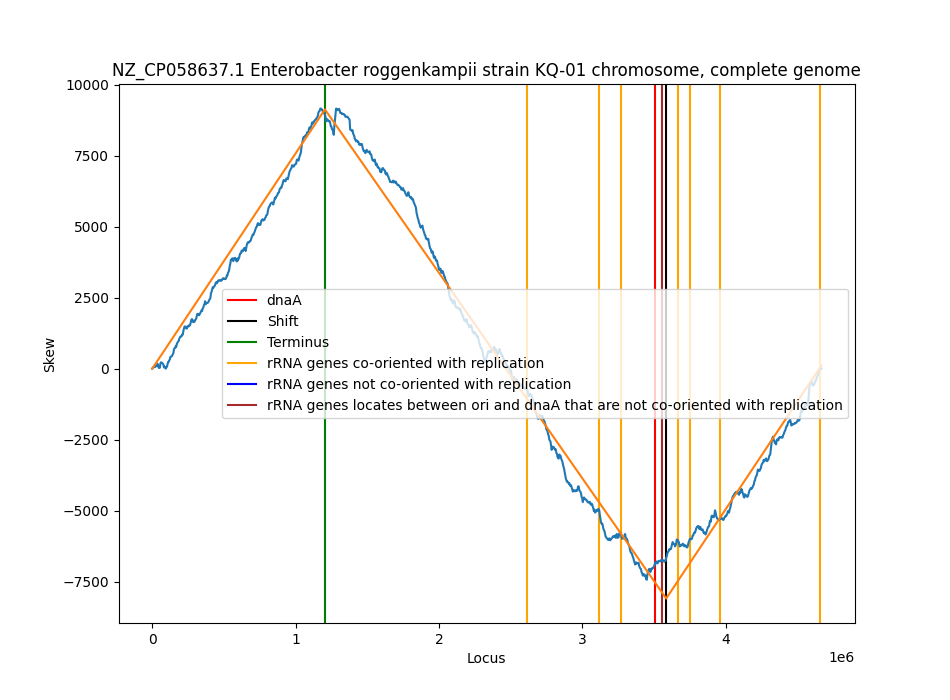 NZ_CP058637.1 Enterobacter roggenkampii strain KQ-01 chromosome, complete genome
10000
7500
5000
2500
0
−2500
−5000
−7500
Skew
dnaA
Shift
Terminus
rRNA genes co-oriented with replication
rRNA genes not co-oriented with replication
rRNA genes locates between ori and dnaA that are not co-oriented with replication
0 1 2 3 4
1e6
Locus